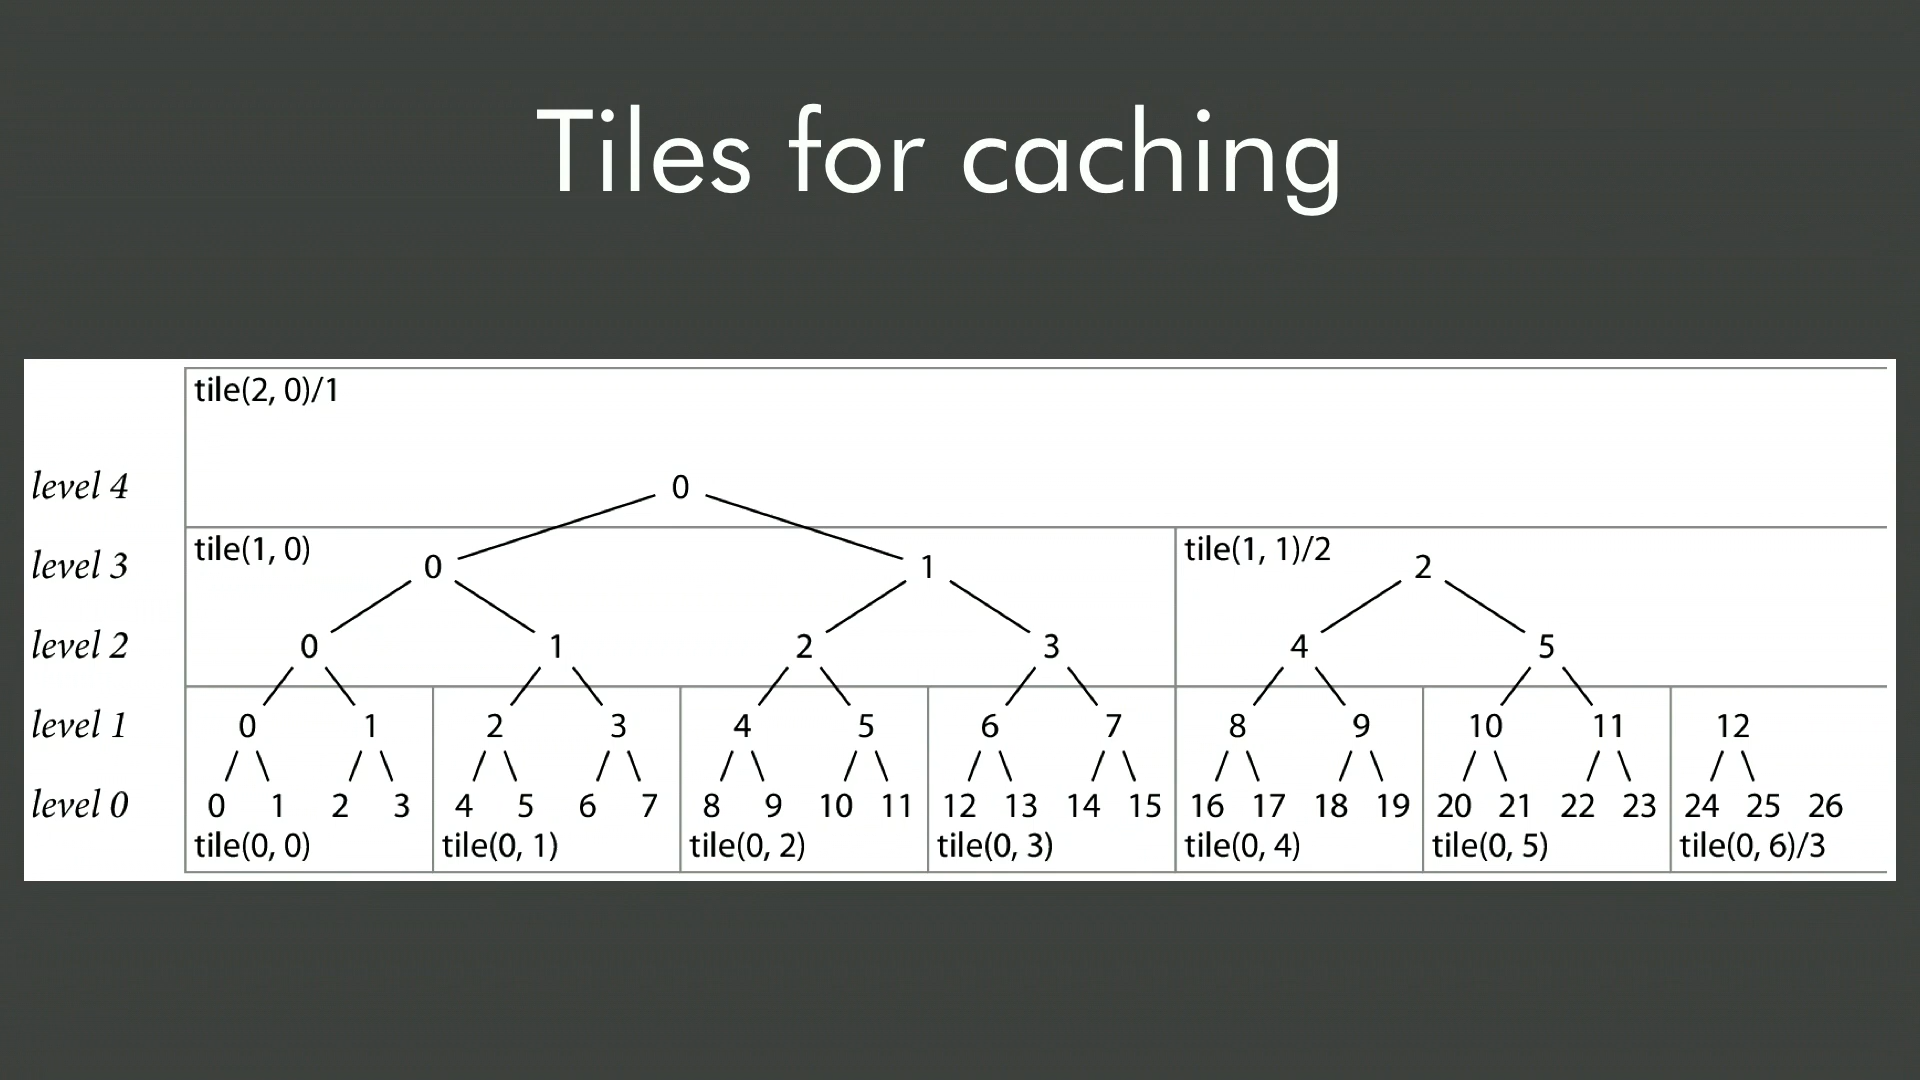 Tiles for caching
tile(2, 0)/1
level 4 0
tile(1, 0) tile(1, 1)/2
level 3 0 1 2
level 2 0 1 2 3 4 5
level 1 0 1 2 3 4 5 6 7 8 9 10 11 12
level 0 0 1 2 3 4 5 6 7 8 9 10 11 12 13 14 15 16 17 18 19 20 21 22 23 24 25 26
tile(0, 0) tile(0, 1) tile(0, 2) tile(0, 3) tile(0, 4) tile(0, 5) tile(0, 6)/3